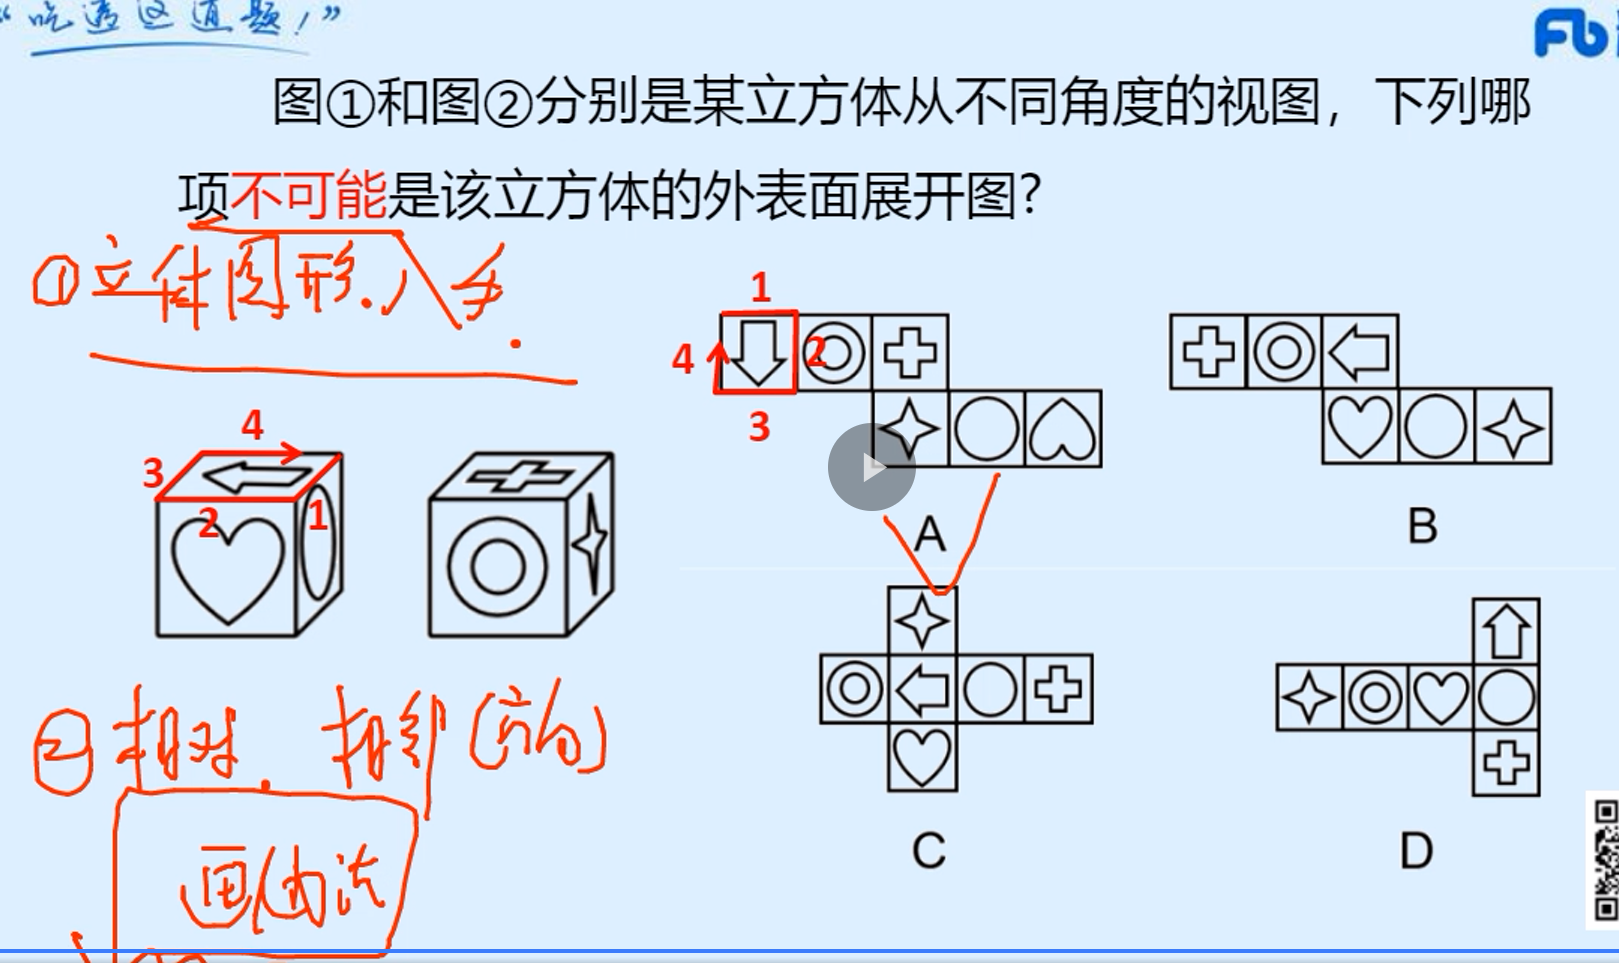 “吃透这道题！”
Fb
图①和图②分别是某立方体从不同角度的视图，下列哪
项不可能是该立方体的外表面展开图?
①立体图形入手
1
4
2
3
4
3
2
1
A
B
②相对.相邻(方向)
C
D
画边法